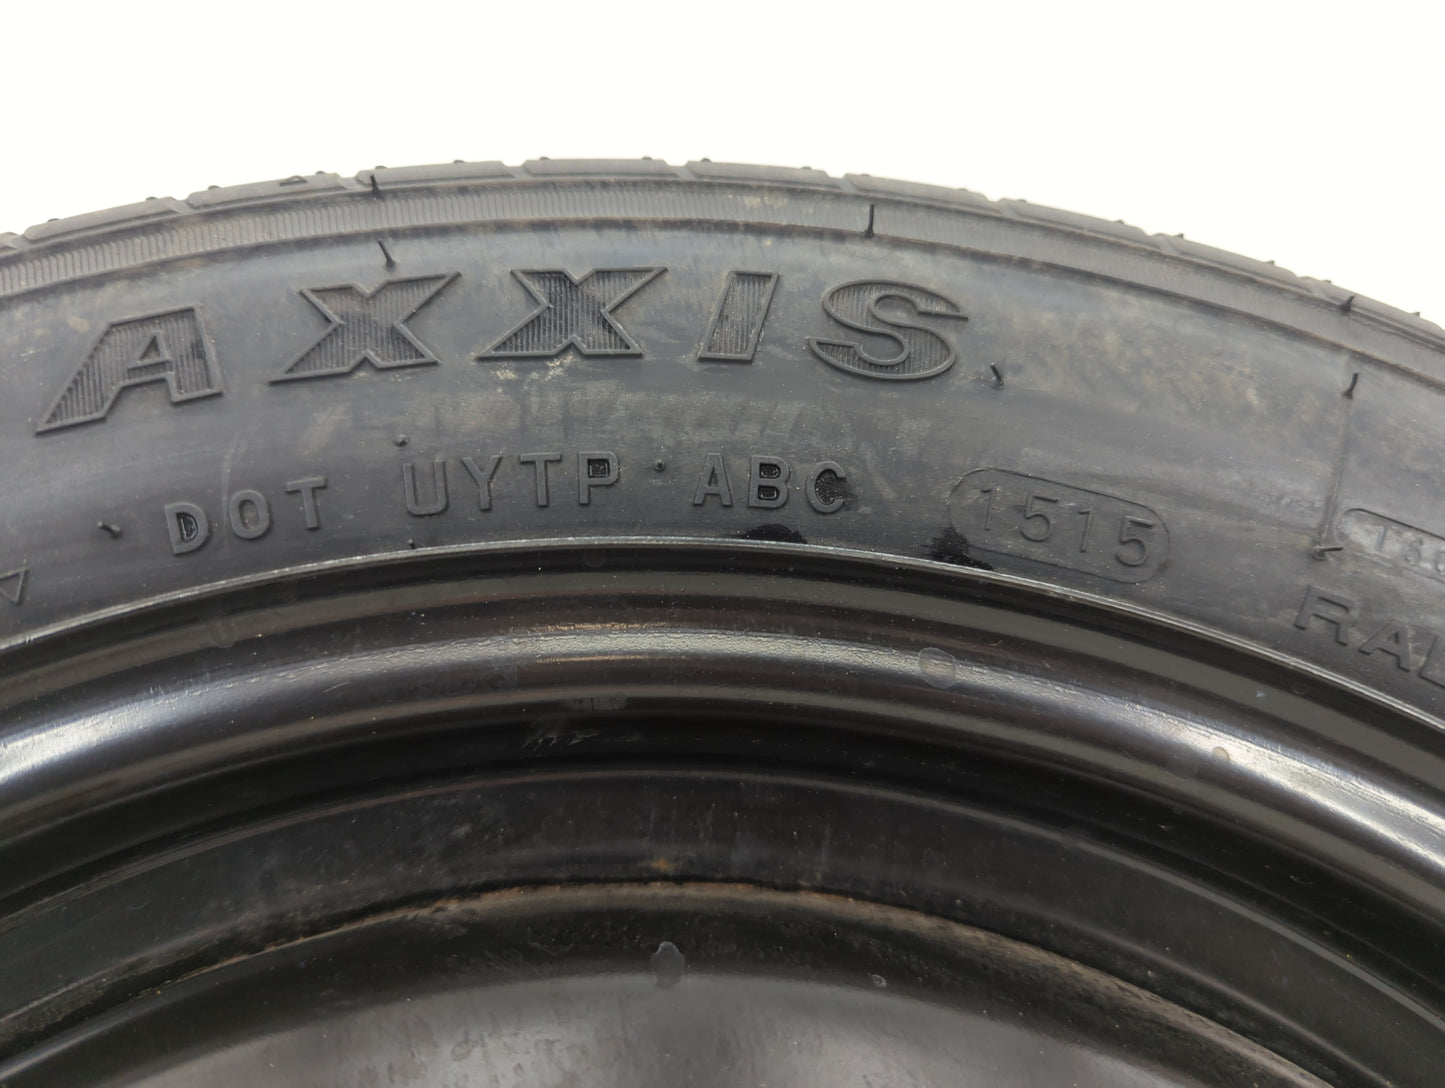 AXXIS
DOT UYTP ABC 1515